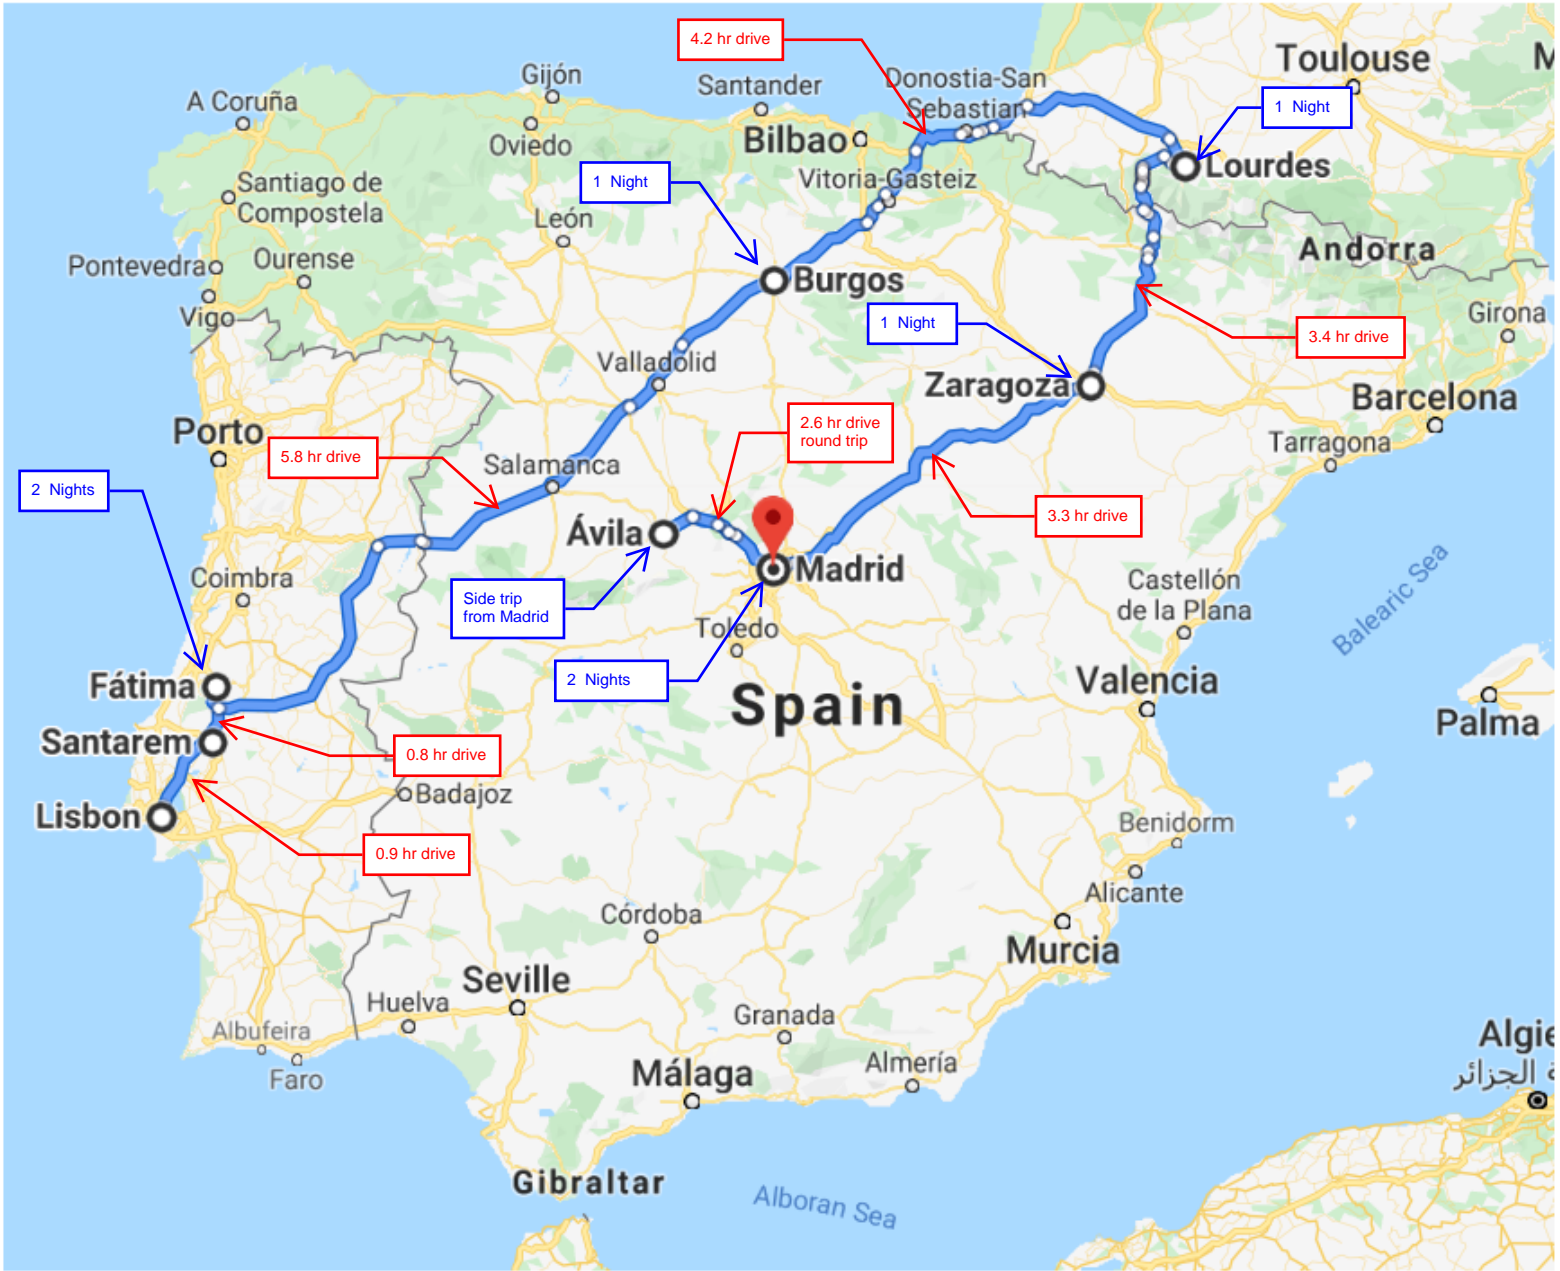 4.2 hr drive
Toulouse
M
Gijón
Donostia-San
Sebastian
Santander
A Coruña
1 Night
Oviedo
Bilbao
Lourdes
1 Night
Vitoria-Gasteiz
Santiago de
Compostela
León
Andorra
Pontevedra
Ourense
Burgos
Vigo
1 Night
Girona
3.4 hr drive
Valladolid
Zaragoza
Barcelona
Porto
2.6 hr drive
round trip
Tarragona
5.8 hr drive
Salamanca
2 Nights
3.3 hr drive
Ávila
Madrid
Coimbra
Castellón
de la Plana
Balearic Sea
Side trip
from Madrid
Toledo
2 Nights
Fátima
Valencia
Spain
Palma
Santarem
0.8 hr drive
Badajoz
Lisbon
Benidorm
0.9 hr drive
Alicante
Córdoba
Murcia
Seville
Huelva
Granada
Albufeira
Algie
Almería
Málaga
الجزائر
Faro
Gibraltar
Alboran Sea